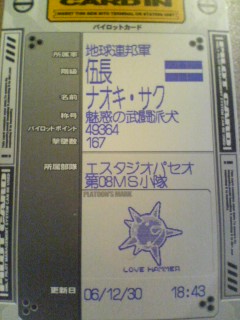 CARD IN
パイロットカード
所属軍 地球連邦軍
階級 伍長
名前 ナオキ・サク
称号 魅惑の武闘派犬
パイロットポイント 49364
撃墜数 167
所属部隊 エスタジオパセオ
第08MS小隊
PLATOON'S MARK
LOVE HAMMER
更新日 06/12/30 18:43